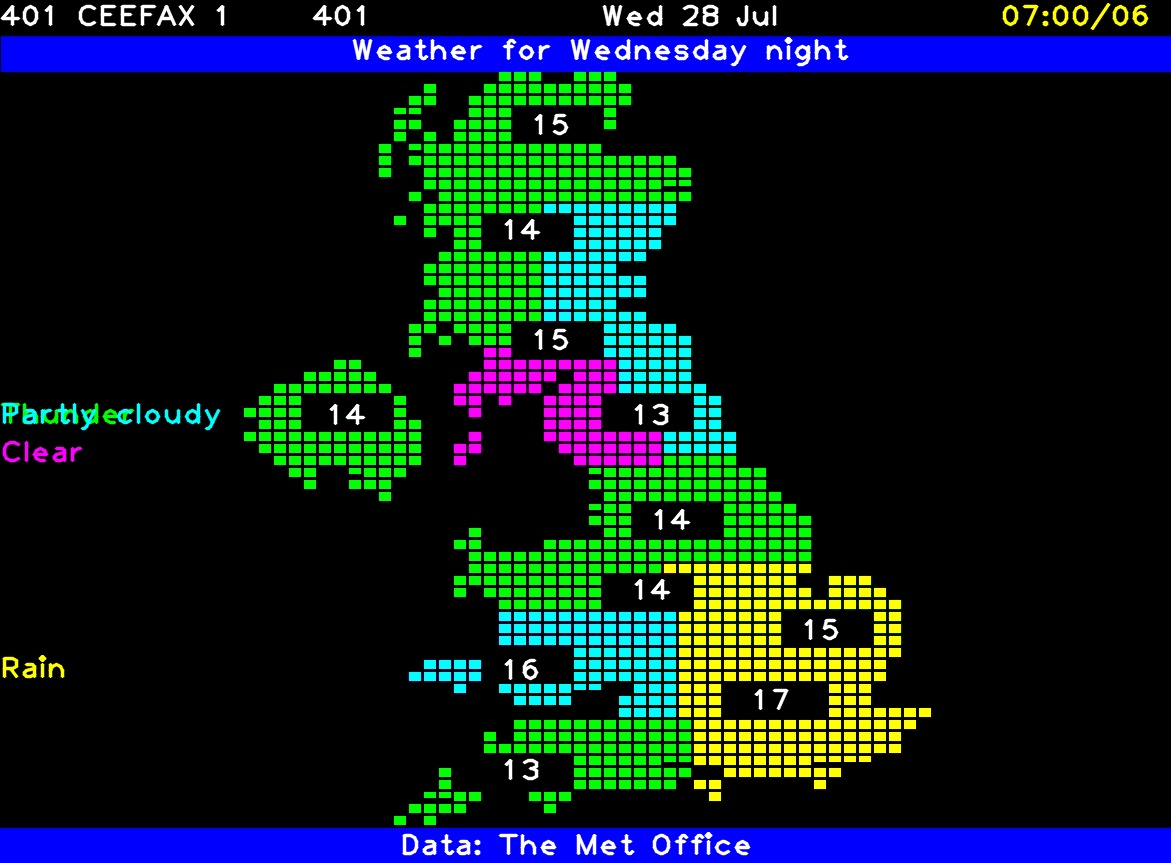 401 CEEFAX 1 401 Wed 28 Jul 07:00/06
Weather for Wednesday night
15
14
15
Thunder
Partly cloudy
14
13
Clear
14
14
15
Rain
16
17
13
Data: The Met Office